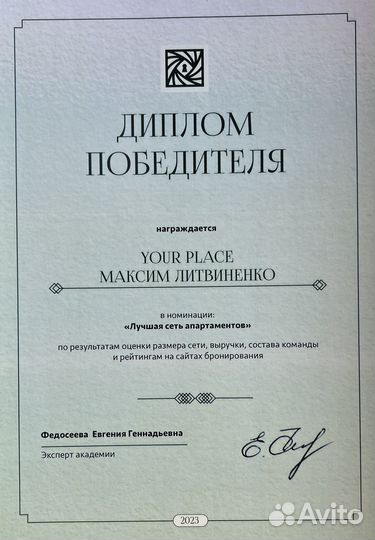 ДИПЛОМ
ПОБЕДИТЕЛЯ
награждается
YOUR PLACE
МАКСИМ ЛИТВИНЕНКО
в номинации:
«Лучшая сеть апартаментов»
по результатам оценки размера сети, выручки, состава команды
и рейтингам на сайтах бронирования
Федосеева Евгения Геннадьевна
Эксперт академии
2023
Avito